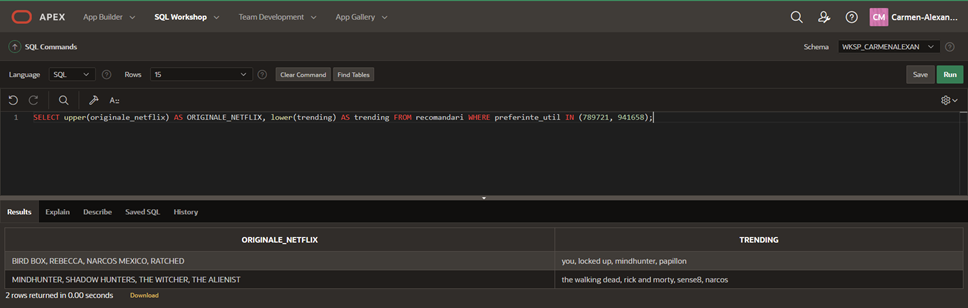 APEX App Builder SQL Workshop Team Development App Gallery CM Carmen-Alexan...
SQL Commands Schema WKSP_CARMENALEXAN
Language SQL Rows 15 Clear Command Find Tables Save Run
A..
1 SELECT upper(originale_netflix) AS ORIGINALE_NETFLIX, lower(trending) AS trending FROM recomandari WHERE preferinte_util IN (789721, 941658);
Results Explain Describe Saved SQL History
ORIGINALE_NETFLIX TRENDING
BIRD BOX, REBECCA, NARCOS MEXICO, RATCHED you, locked up, mindhunter, papillon
MINDHUNTER, SHADOW HUNTERS, THE WITCHER, THE ALIENIST the walking dead, rick and morty, sense8, narcos
2 rows returned in 0.00 seconds Download